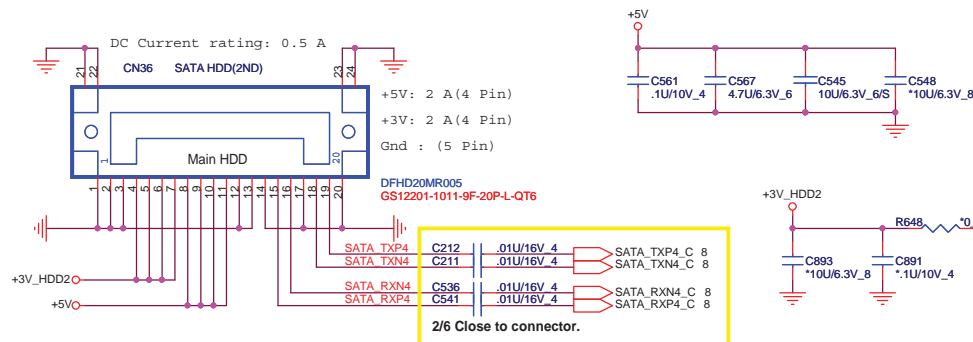 DC Current rating: 0.5 A
CN36 SATA HDD(2ND)
21
22
23
24
1
20
Main HDD
+5V: 2 A(4 Pin)
+3V: 2 A(4 Pin)
Gnd : (5 Pin)
DFHD20MR005
GS12201-1011-9F-20P-L-QT6
1
2
3
4
5
6
7
8
9
10
11
12
13
14
15
16
17
18
19
20
+3V_HDD2
+5V
SATA_TXP4 C212 .01U/16V_4 SATA_TXP4_C 8
SATA_TXN4 C211 .01U/16V_4 SATA_TXN4_C 8
SATA_RXN4 C536 .01U/16V_4 SATA_RXN4_C 8
SATA_RXP4 C541 .01U/16V_4 SATA_RXP4_C 8
2/6 Close to connector.
+5V
C561
.1U/10V_4
C567
4.7U/6.3V_6
C545
10U/6.3V_6/S
C548
*10U/6.3V_8
+3V_HDD2
R648 *0
C893
*10U/6.3V_8
C891
*.1U/10V_4